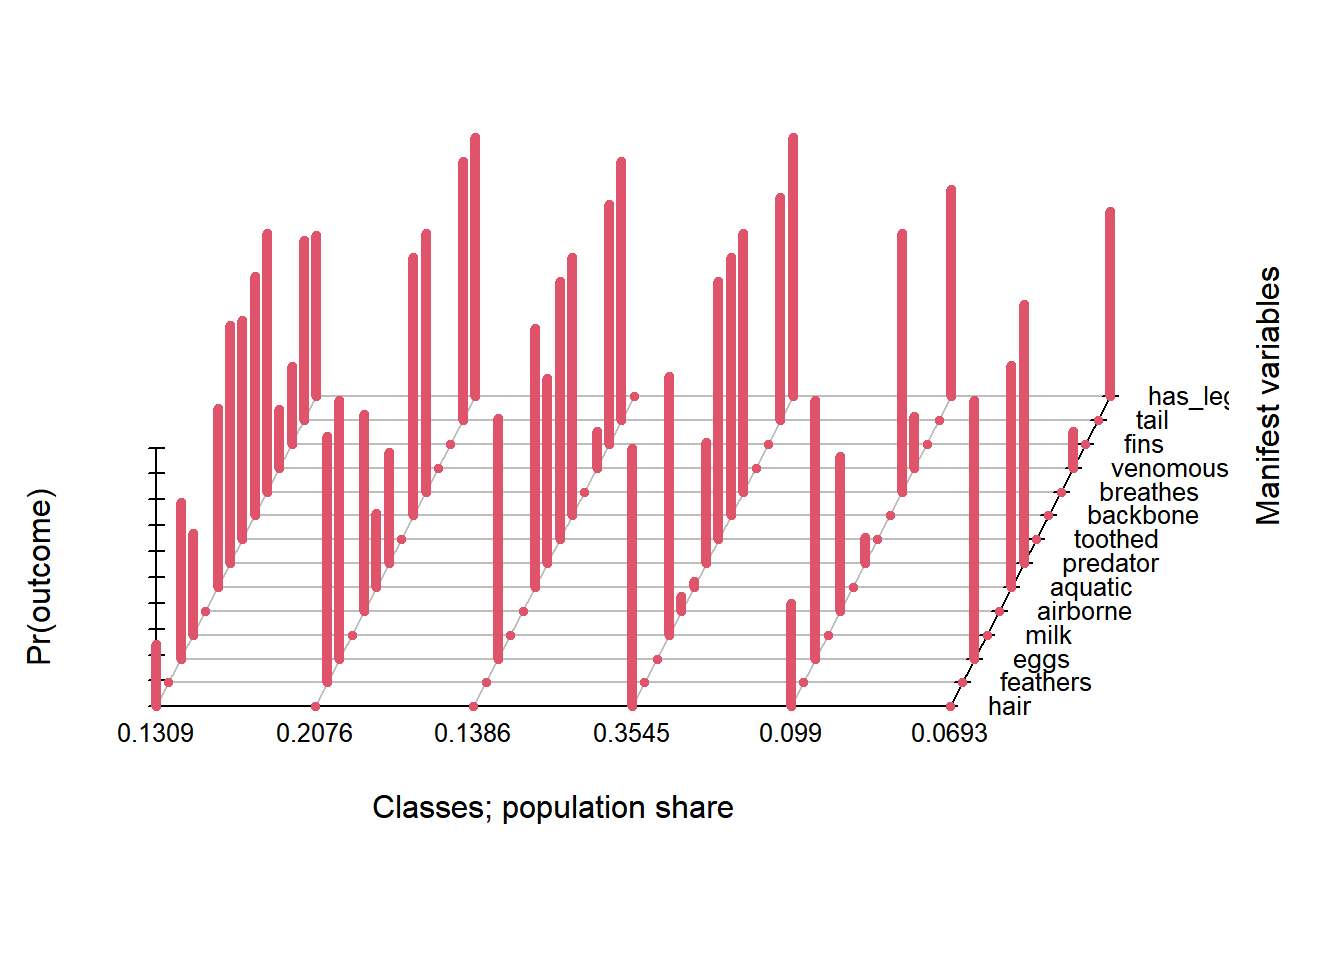 has_leg
tail
fins
venomous
breathes
backbone
toothed
predator
aquatic
airborne
milk
eggs
feathers
hair
Manifest variables
Pr(outcome)
0.1309 0.2076 0.1386 0.3545 0.099 0.0693
Classes; population share